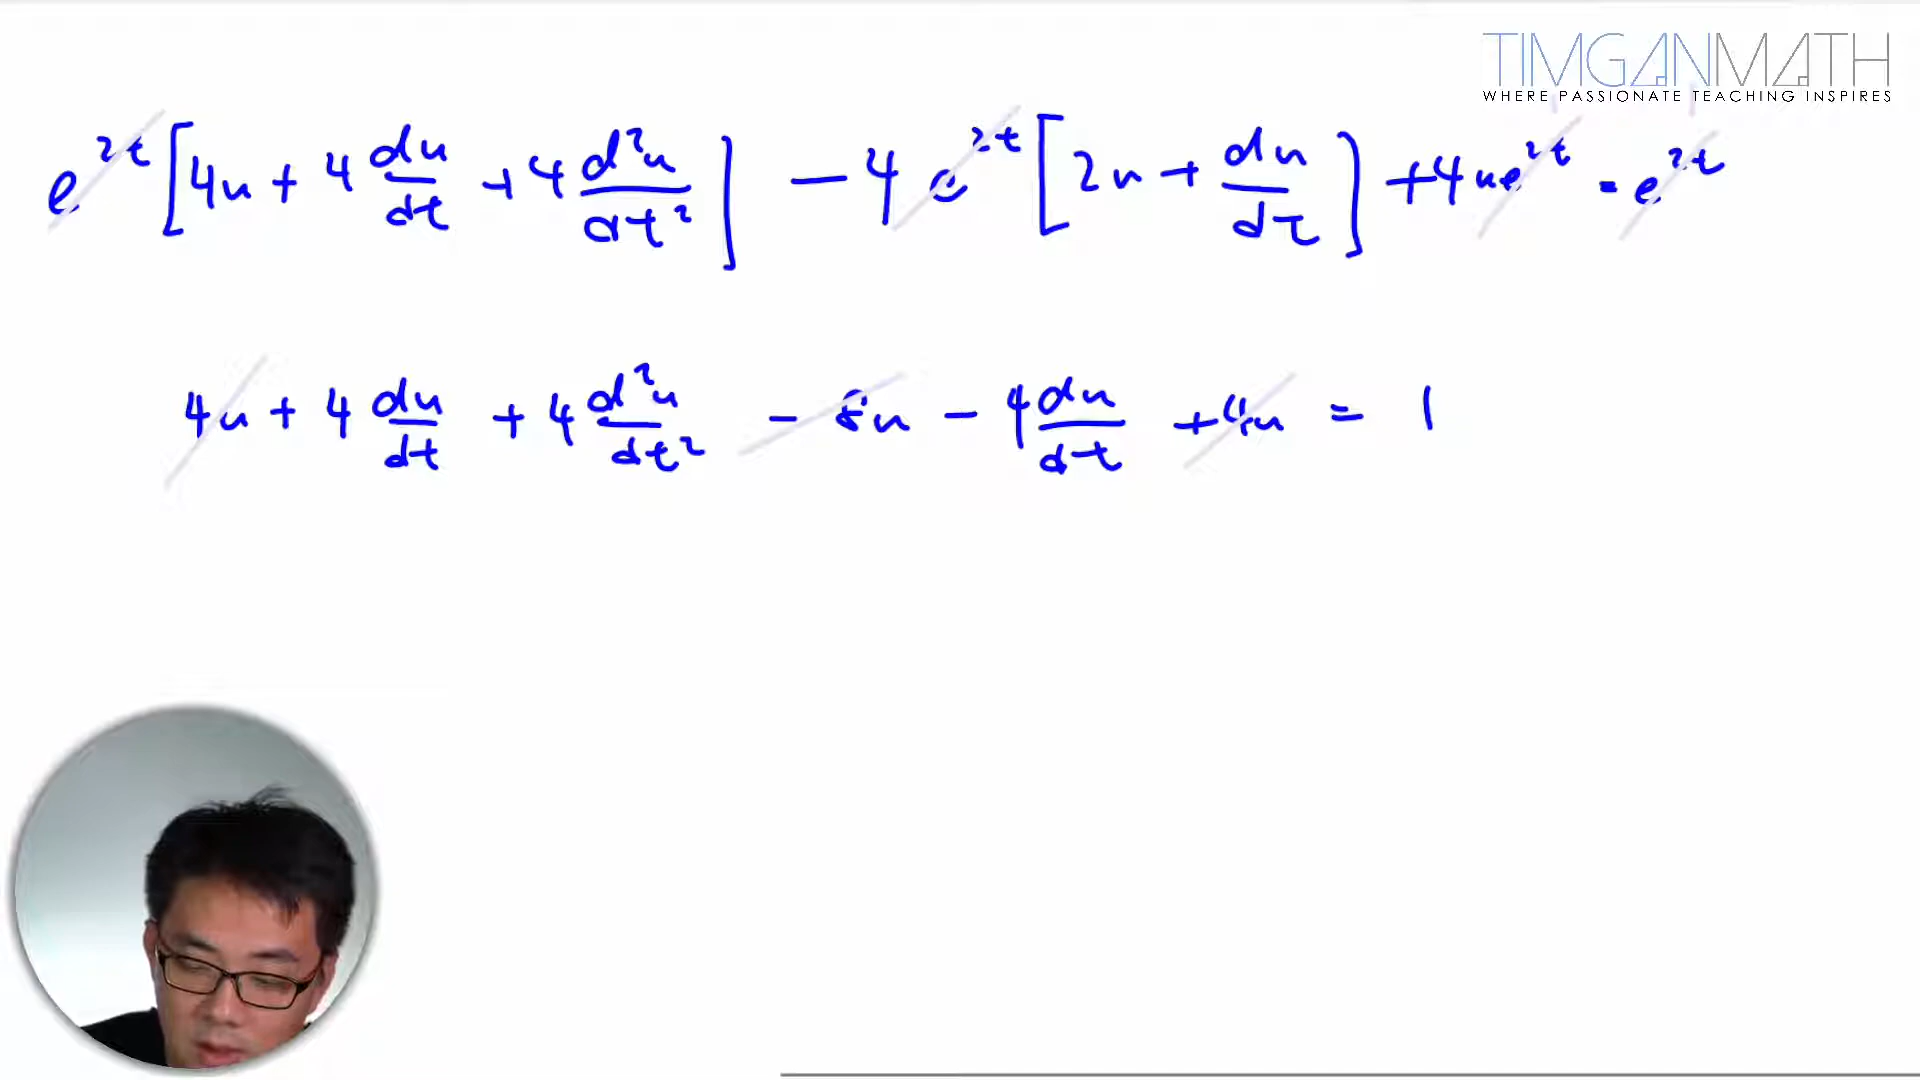 TIMGANMATH
WHERE PASSIONATE TEACHING INSPIRES
e^{2t} [4u + 4 du/dt + 4 d²u/dt²] - 4 e^{2t} [2u + du/dt] + 4ue^{2t} = e^{2t}
4u + 4 du/dt + 4 d²u/dt² - 8u - 4 du/dt + 4u = 1